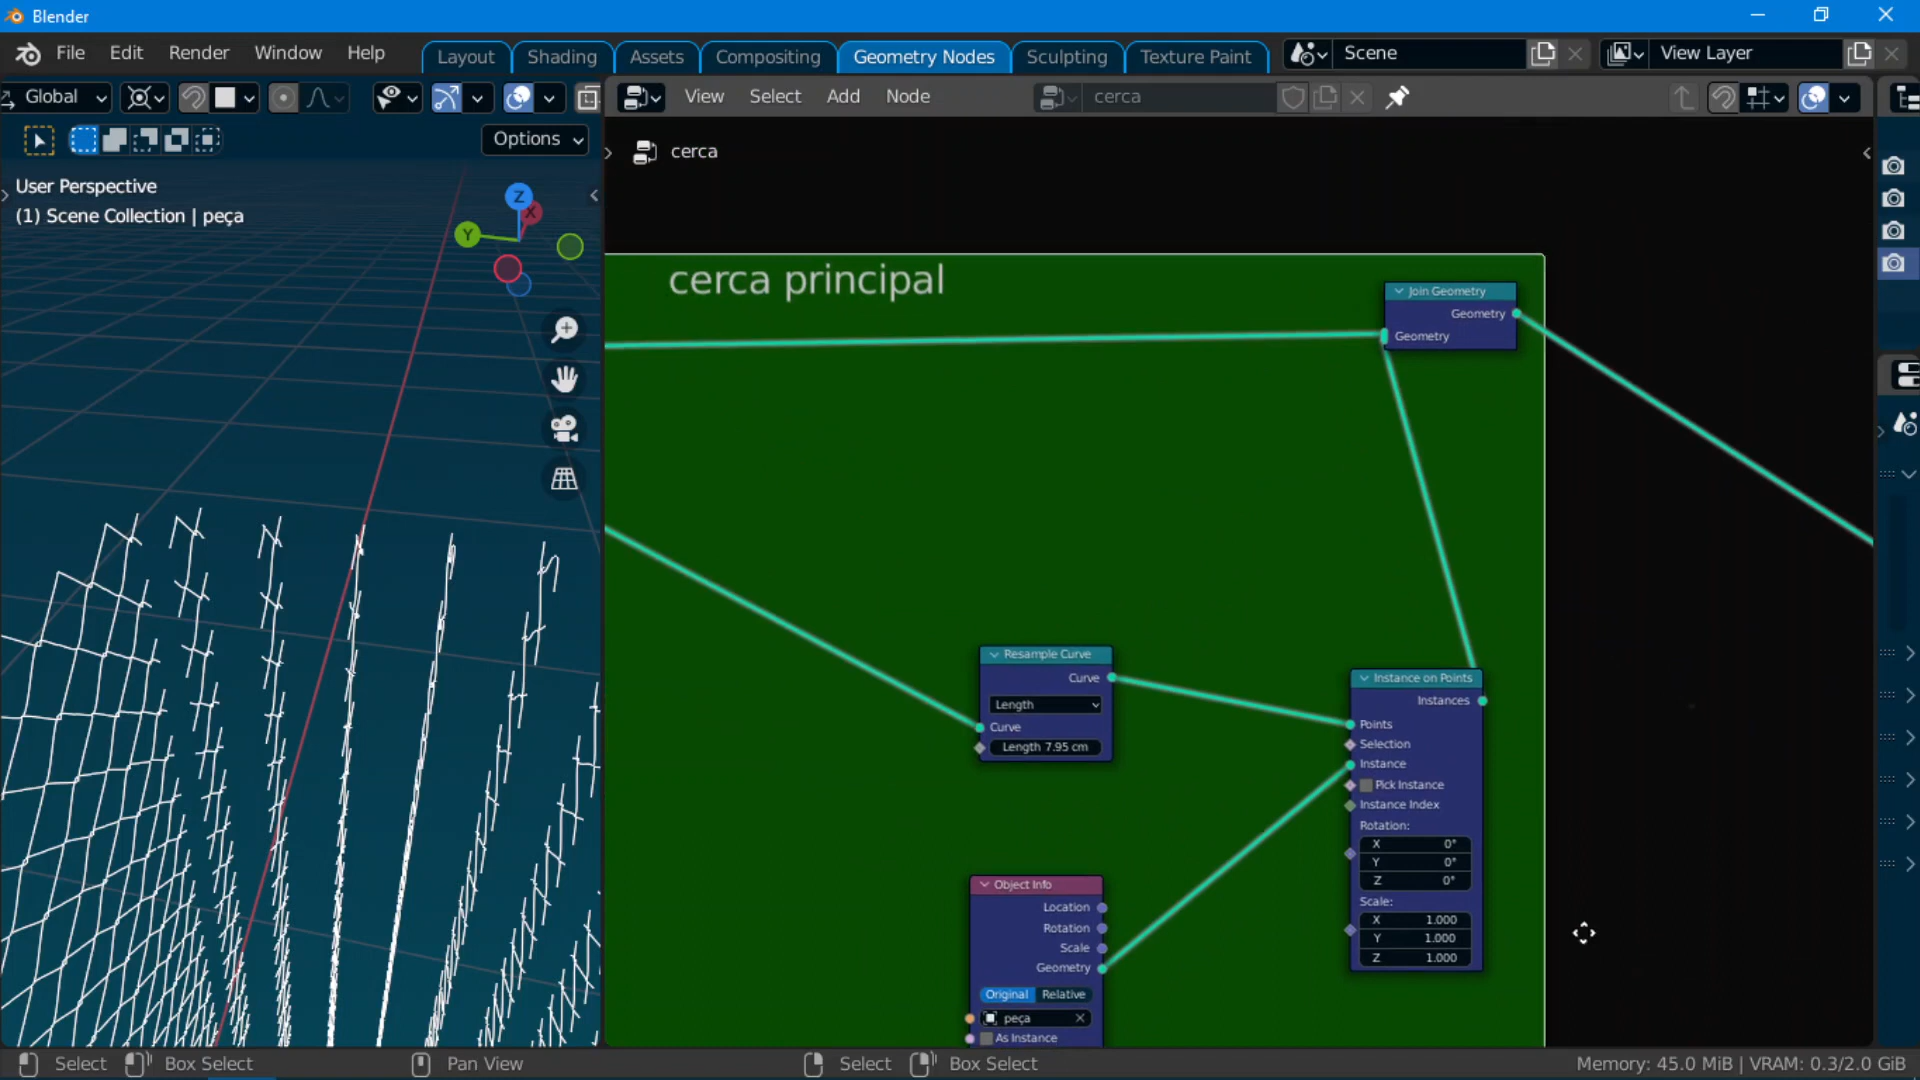 Blender
File Edit Render Window Help
Layout Shading Assets Compositing Geometry Nodes Sculpting Texture Paint
Scene
View Layer
Global
View Select Add Node
cerca
Options
cerca
User Perspective
(1) Scene Collection | peça
Z
X
Y
cerca principal
Join Geometry
Geometry
Geometry
Resample Curve
Curve
Length
Curve
Length 7.95 cm
Instance on Points
Instances
Points
Selection
Instance
Pick Instance
Instance Index
Rotation:
X 0°
Y 0°
Z 0°
Scale:
X 1.000
Y 1.000
Z 1.000
Object Info
Location
Rotation
Scale
Geometry
Original Relative
peça
As Instance
Select Box Select Pan View Select Box Select Memory: 45.0 MiB | VRAM: 0.3/2.0 GiB